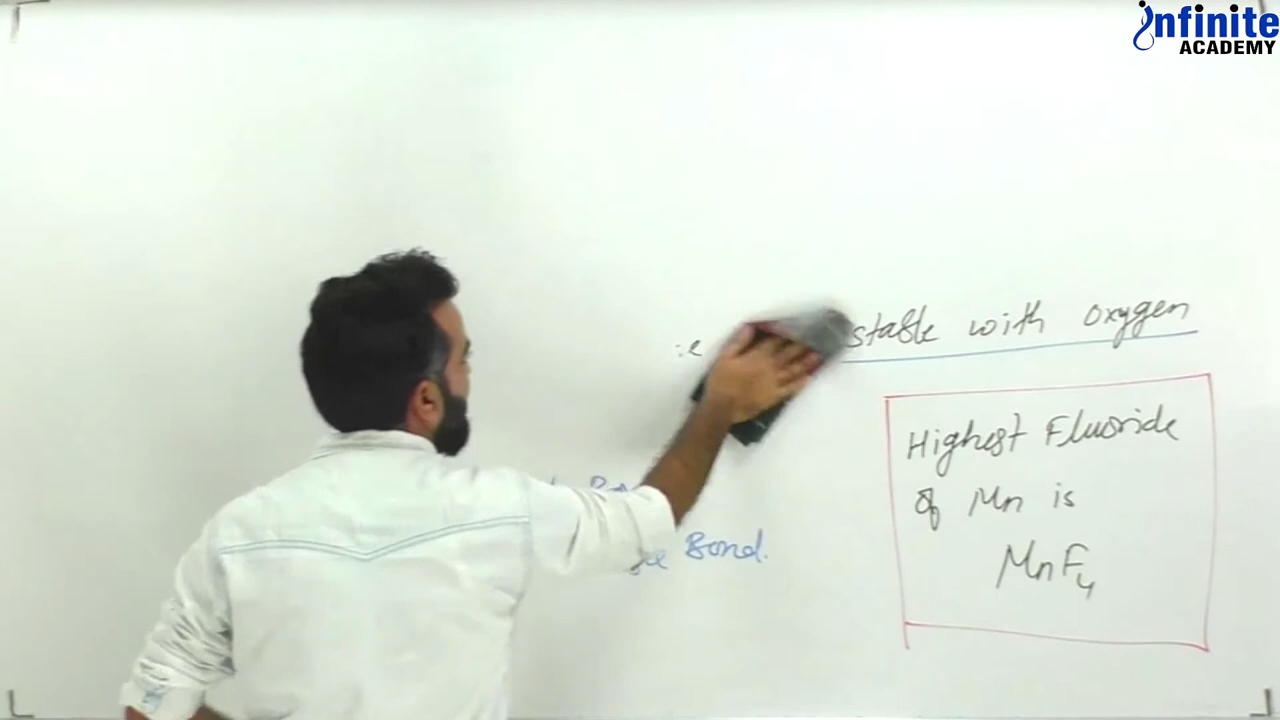 infinite
ACADEMY
:e stable with oxygen
Highest Fluoride
of Mn is
MnF4
Bond.